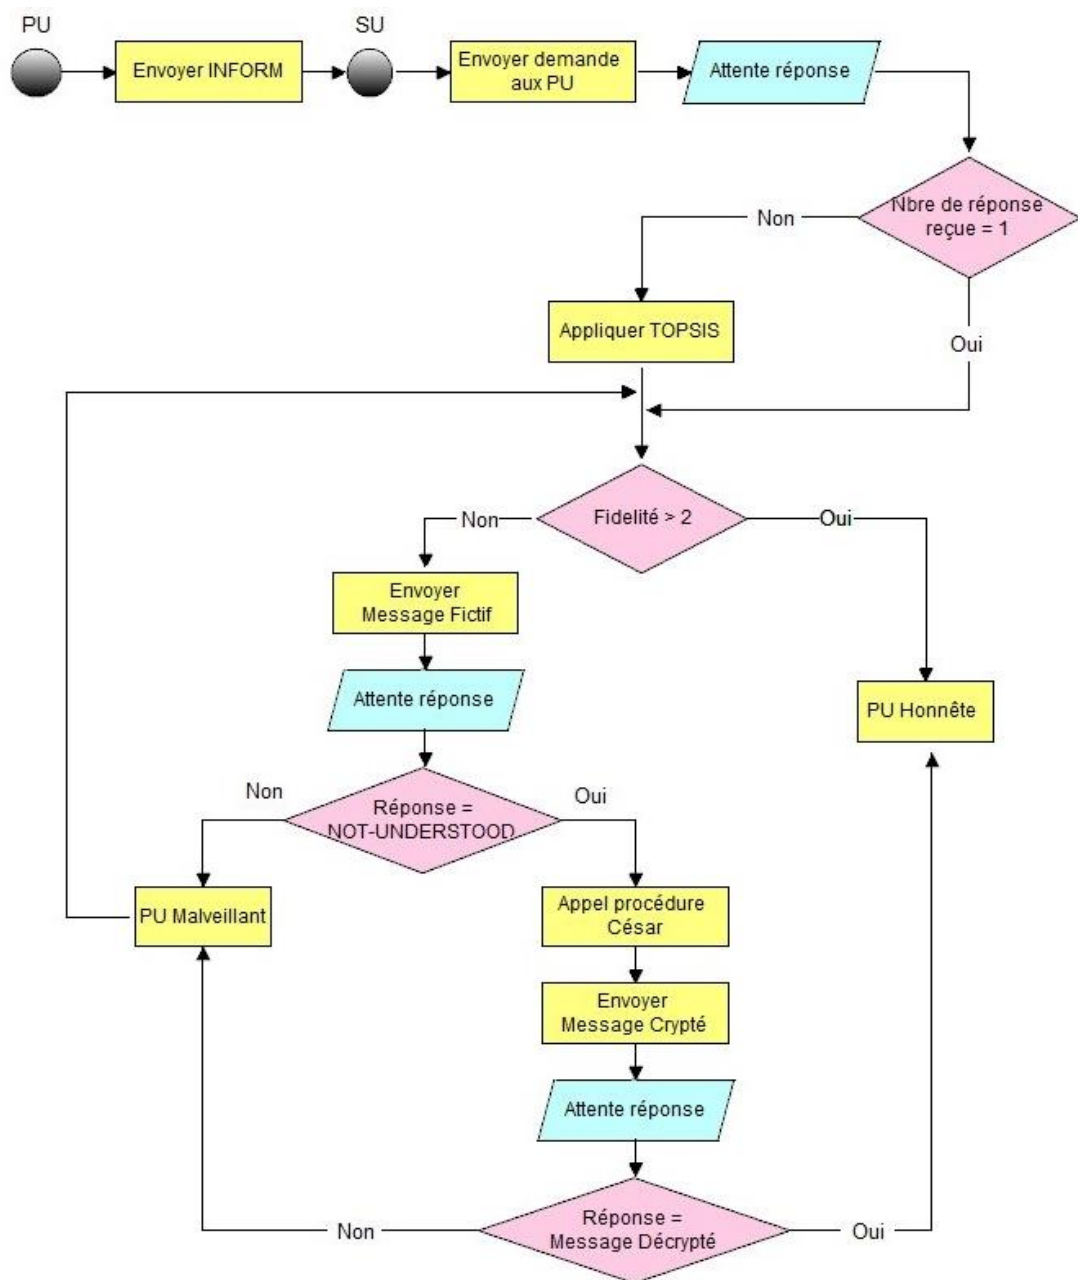 PU
SU
Envoyer INFORM
Envoyer demande
aux PU
Attente réponse
Nbre de réponse
reçue = 1
Non
Appliquer TOPSIS
Oui
Fidelité > 2
Non
Oui
Envoyer
Message Fictif
Attente réponse
PU Honnête
Non
Réponse =
NOT-UNDERSTOOD
Oui
PU Malveillant
Appel procédure
César
Envoyer
Message Crypté
Attente réponse
Non
Réponse =
Message Décrypté
Oui